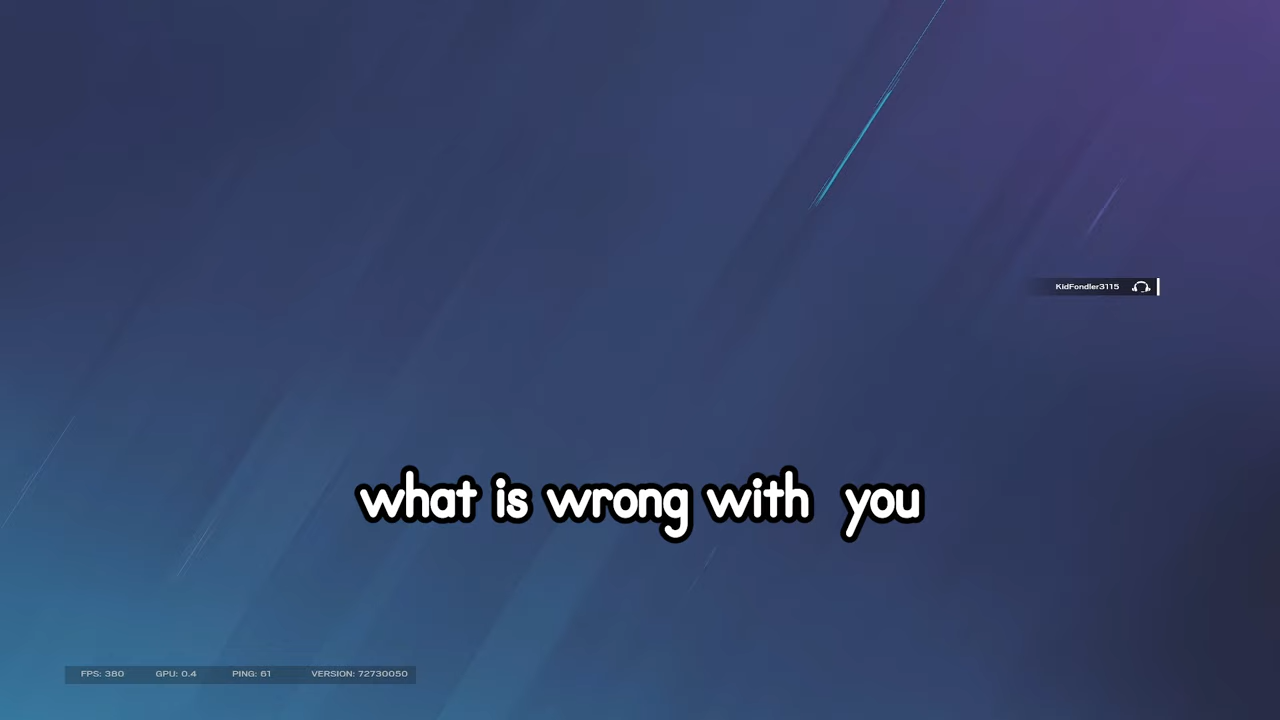 KidFondler3115
what is wrong with you
FPS: 380 GPU: 0.4 PING: 61 VERSION: 72730050